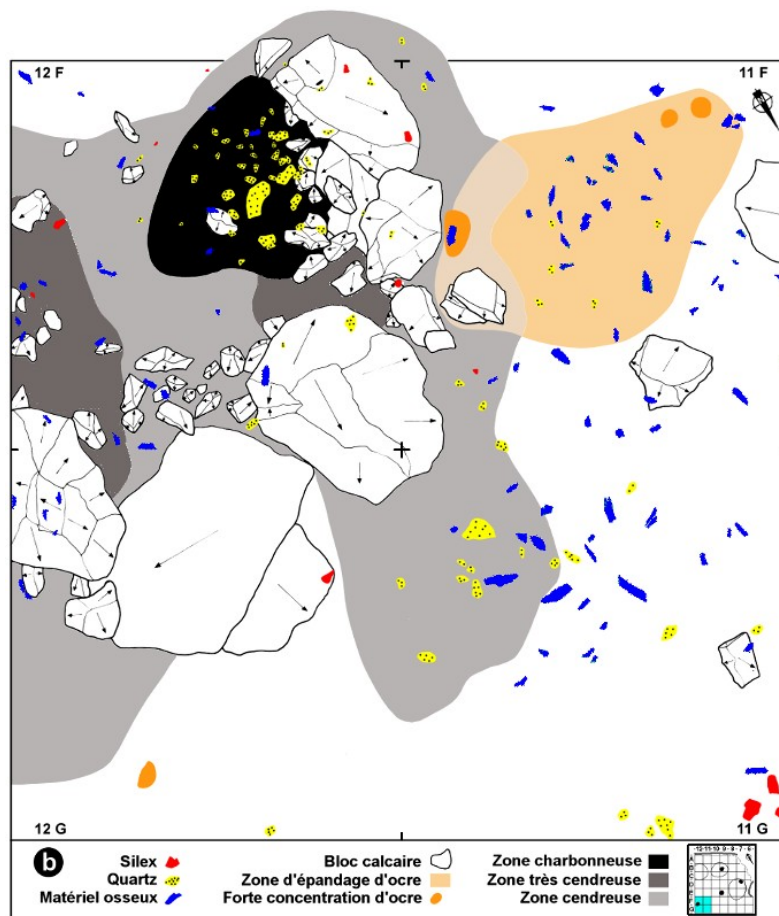 12 F
11 F
12 G
11 G
b
Silex
Quartz
Matériel osseux
Bloc calcaire
Zone d'épandage d'ocre
Forte concentration d'ocre
Zone charbonneuse
Zone très cendreuse
Zone cendreuse